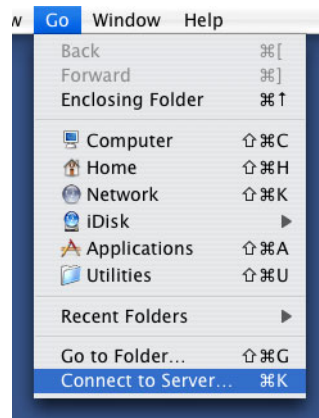 Go Window Help
Back ⌘[
Forward ⌘]
Enclosing Folder ⌘↑
Computer ⇧⌘C
Home ⇧⌘H
Network ⇧⌘K
iDisk ▶
Applications ⇧⌘A
Utilities ⇧⌘U
Recent Folders ▶
Go to Folder... ⇧⌘G
Connect to Server... ⌘K